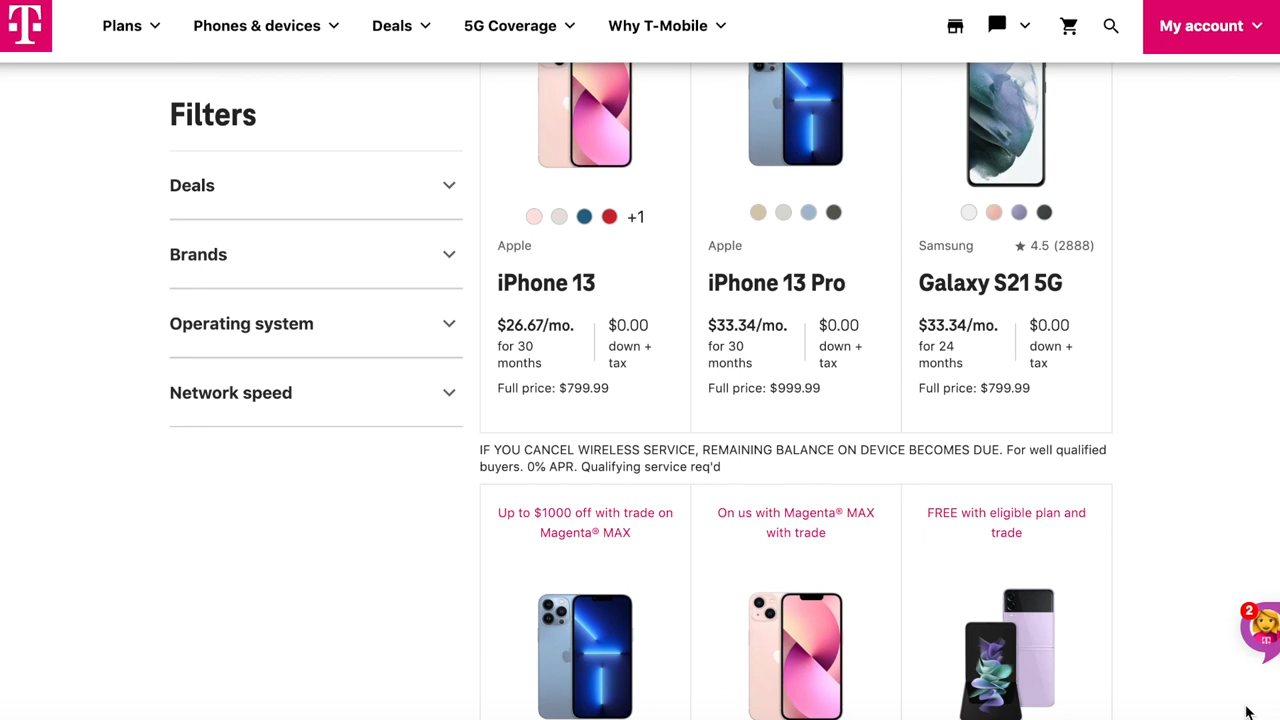 T
Plans
Phones & devices
Deals
5G Coverage
Why T-Mobile
My account
Filters
Deals
Brands
Operating system
Network speed
+1
Apple
iPhone 13
$26.67/mo.
for 30
months
$0.00
down +
tax
Full price: $799.99
Apple
iPhone 13 Pro
$33.34/mo.
for 30
months
$0.00
down +
tax
Full price: $999.99
Samsung
★ 4.5 (2888)
Galaxy S21 5G
$33.34/mo.
for 24
months
$0.00
down +
tax
Full price: $799.99
IF YOU CANCEL WIRELESS SERVICE, REMAINING BALANCE ON DEVICE BECOMES DUE. For well qualified
buyers. 0% APR. Qualifying service req'd
Up to $1000 off with trade on
Magenta® MAX
On us with Magenta® MAX
with trade
FREE with eligible plan and
trade
2
T